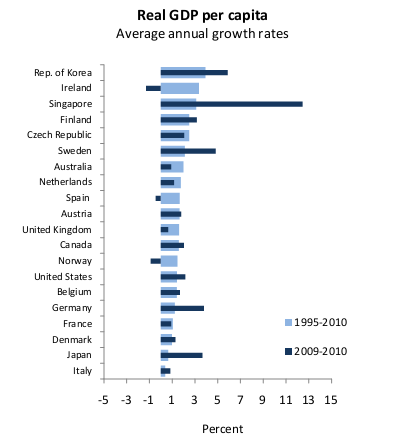 Real GDP per capita
Average annual growth rates
Rep. of Korea
Ireland
Singapore
Finland
Czech Republic
Sweden
Australia
Netherlands
Spain
Austria
United Kingdom
Canada
Norway
United States
Belgium
Germany
France
Denmark
Japan
Italy
1995-2010
2009-2010
-5 -3 -1 1 3 5 7 9 11 13 15
Percent